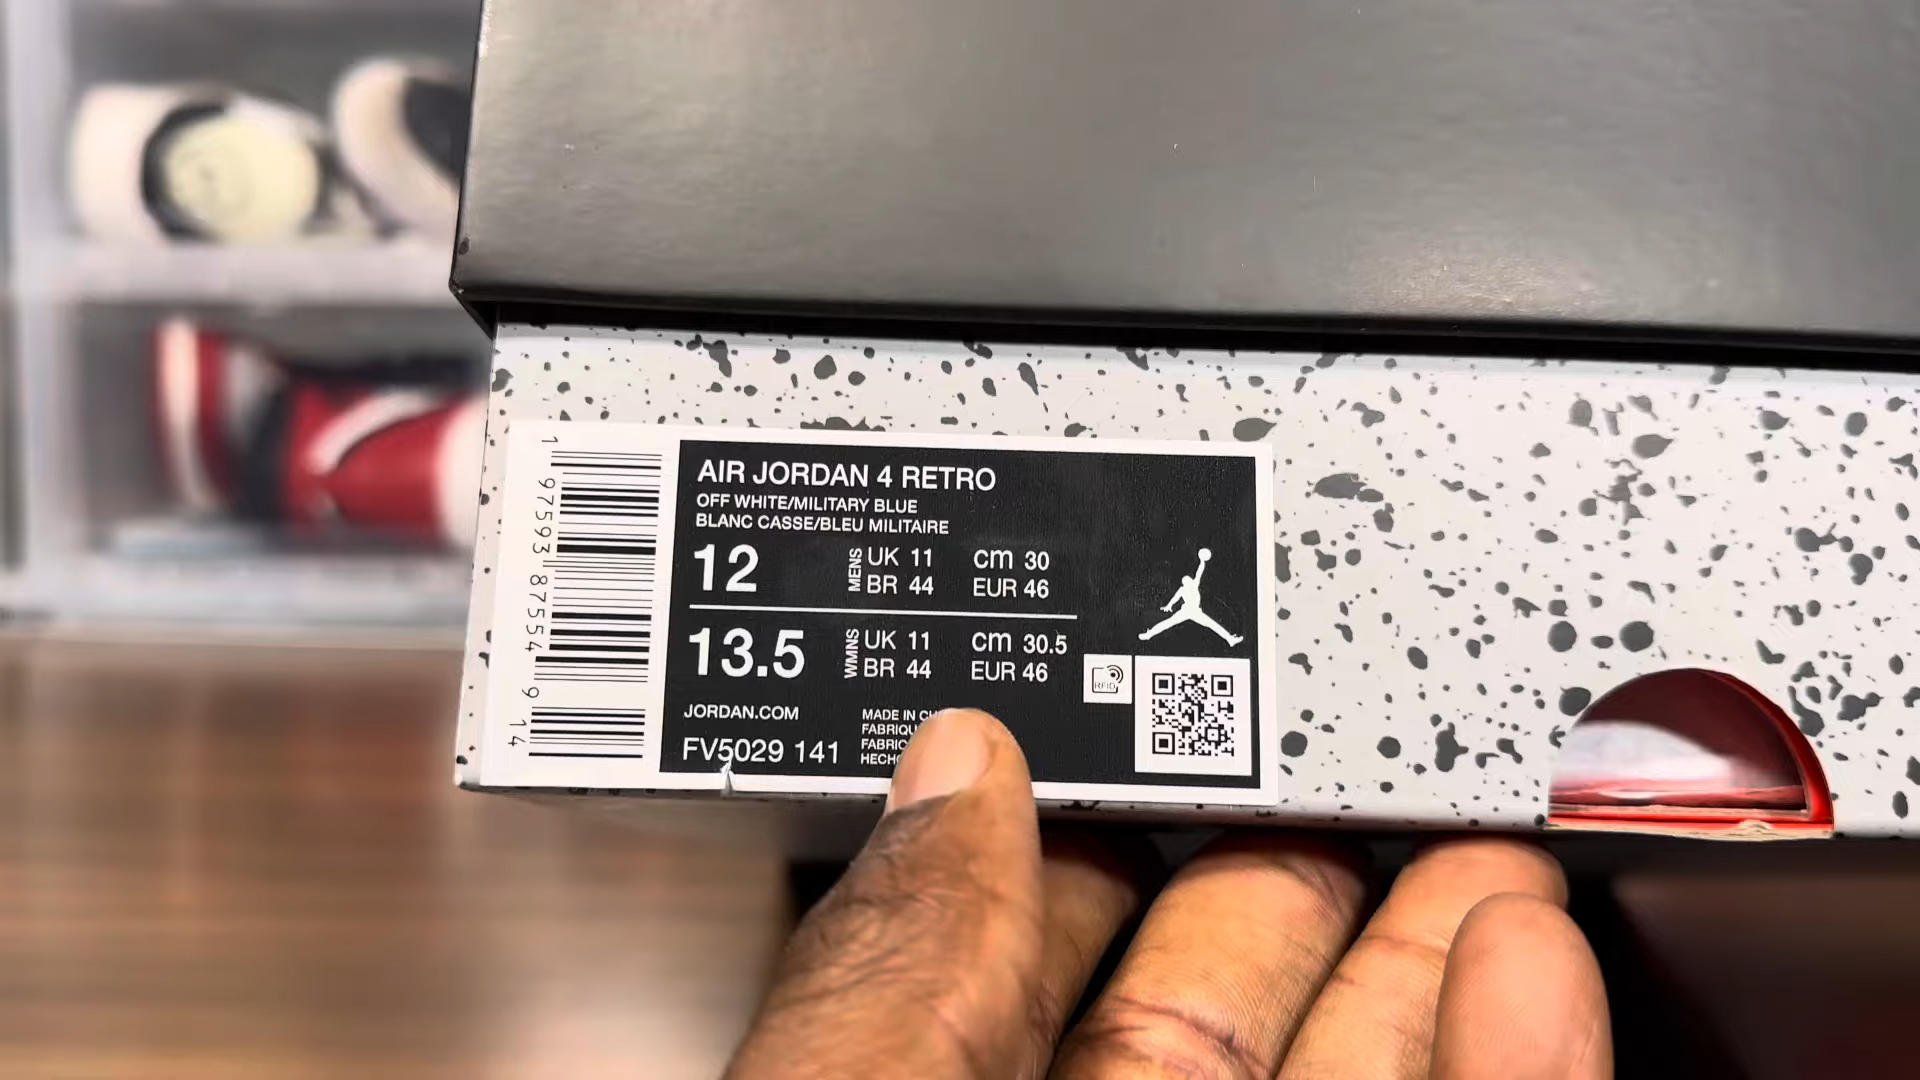 AIR JORDAN 4 RETRO
OFF WHITE/MILITARY BLUE
BLANC CASSE/BLEU MILITAIRE
12 MENS UK 11 cm 30
BR 44 EUR 46
13.5 WMNS UK 11 cm 30.5
BR 44 EUR 46
RFID
JORDAN.COM
FV5029 141
MADE IN
1 97593 87554 9 14